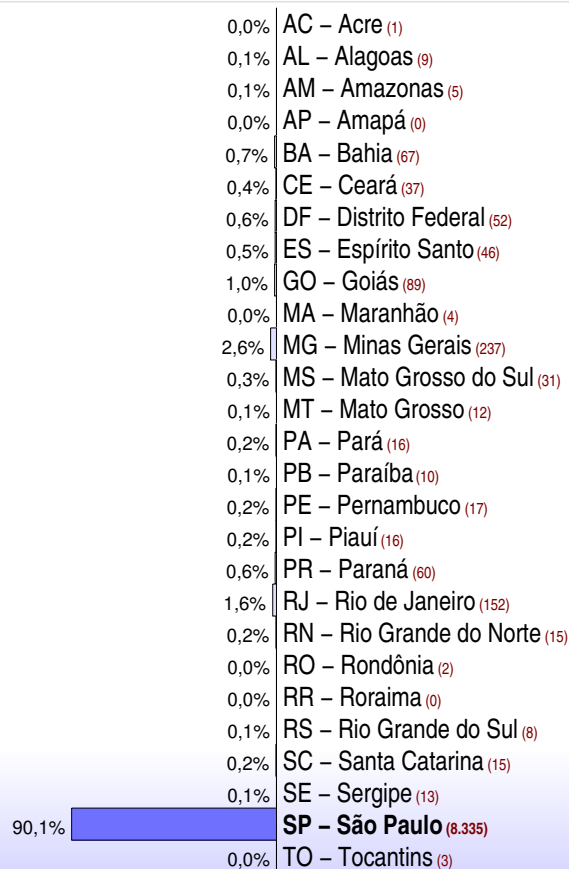 0,0% AC – Acre (1)
0,1% AL – Alagoas (9)
0,1% AM – Amazonas (5)
0,0% AP – Amapá (0)
0,7% BA – Bahia (67)
0,4% CE – Ceará (37)
0,6% DF – Distrito Federal (52)
0,5% ES – Espírito Santo (46)
1,0% GO – Goiás (89)
0,0% MA – Maranhão (4)
2,6% MG – Minas Gerais (237)
0,3% MS – Mato Grosso do Sul (31)
0,1% MT – Mato Grosso (12)
0,2% PA – Pará (16)
0,1% PB – Paraíba (10)
0,2% PE – Pernambuco (17)
0,2% PI – Piauí (16)
0,6% PR – Paraná (60)
1,6% RJ – Rio de Janeiro (152)
0,2% RN – Rio Grande do Norte (15)
0,0% RO – Rondônia (2)
0,0% RR – Roraima (0)
0,1% RS – Rio Grande do Sul (8)
0,2% SC – Santa Catarina (15)
0,1% SE – Sergipe (13)
90,1% SP – São Paulo (8.335)
0,0% TO – Tocantins (3)